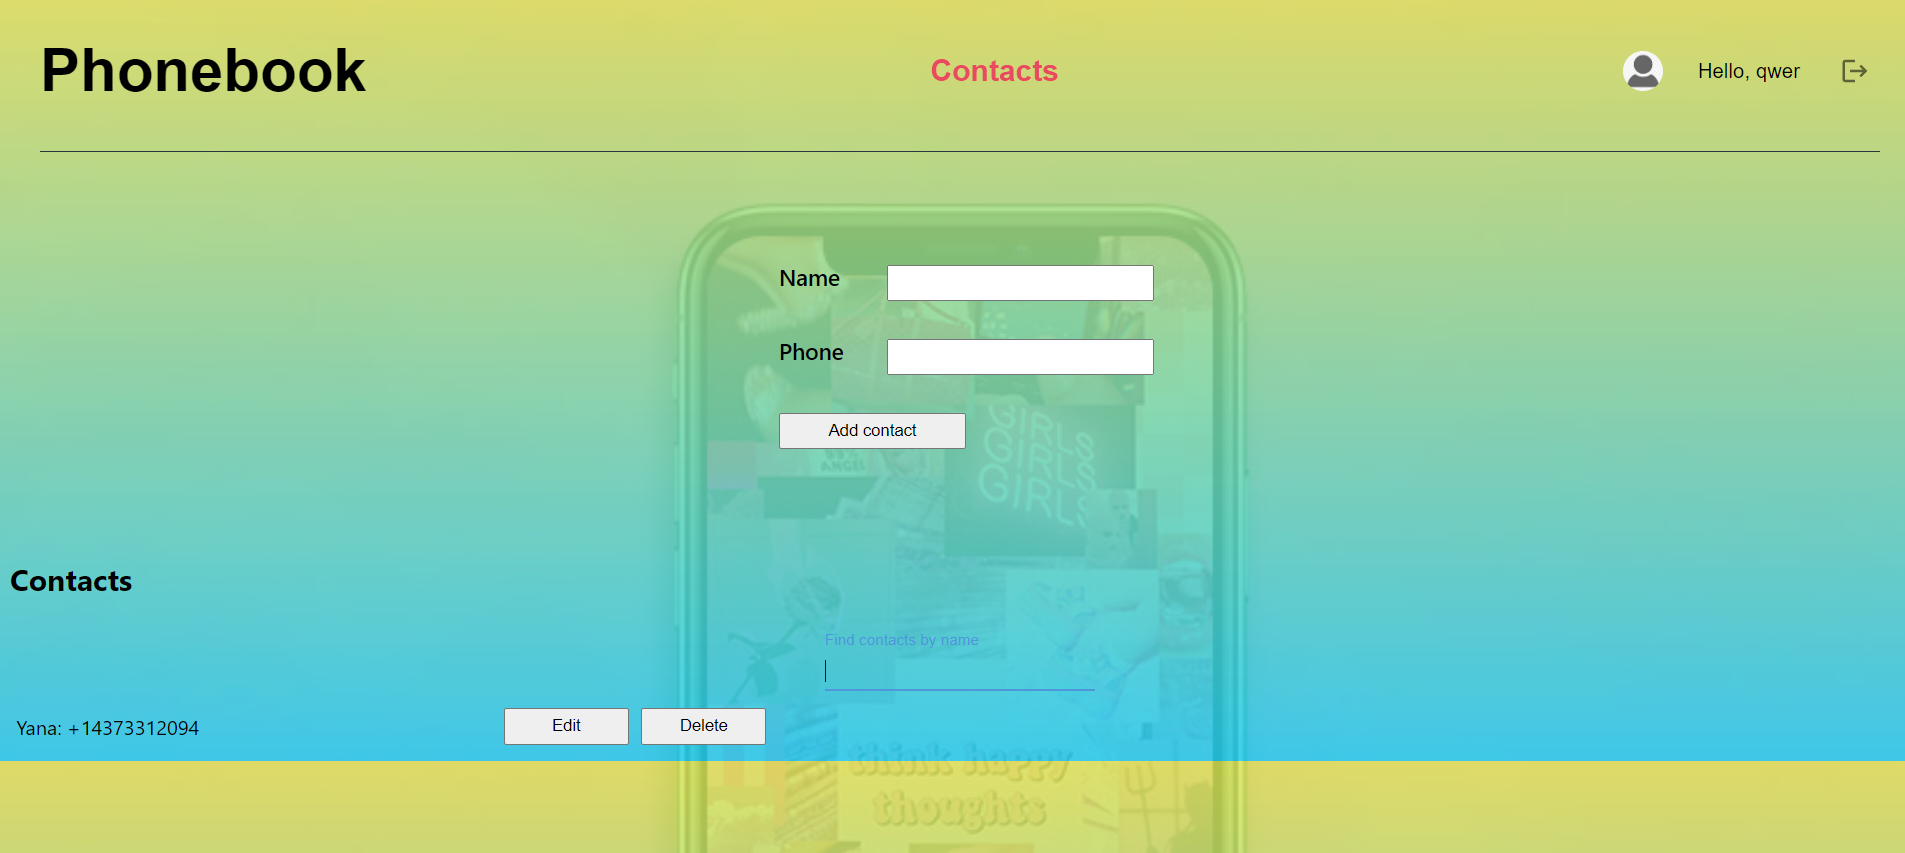 Phonebook
Contacts
Hello, qwer
Name
Phone
Add contact
GIRLS
GIRLS
GIRLS
ANGEL
Contacts
Find contacts by name
Yana: +14373312094
Edit
Delete
think happy
thoughts